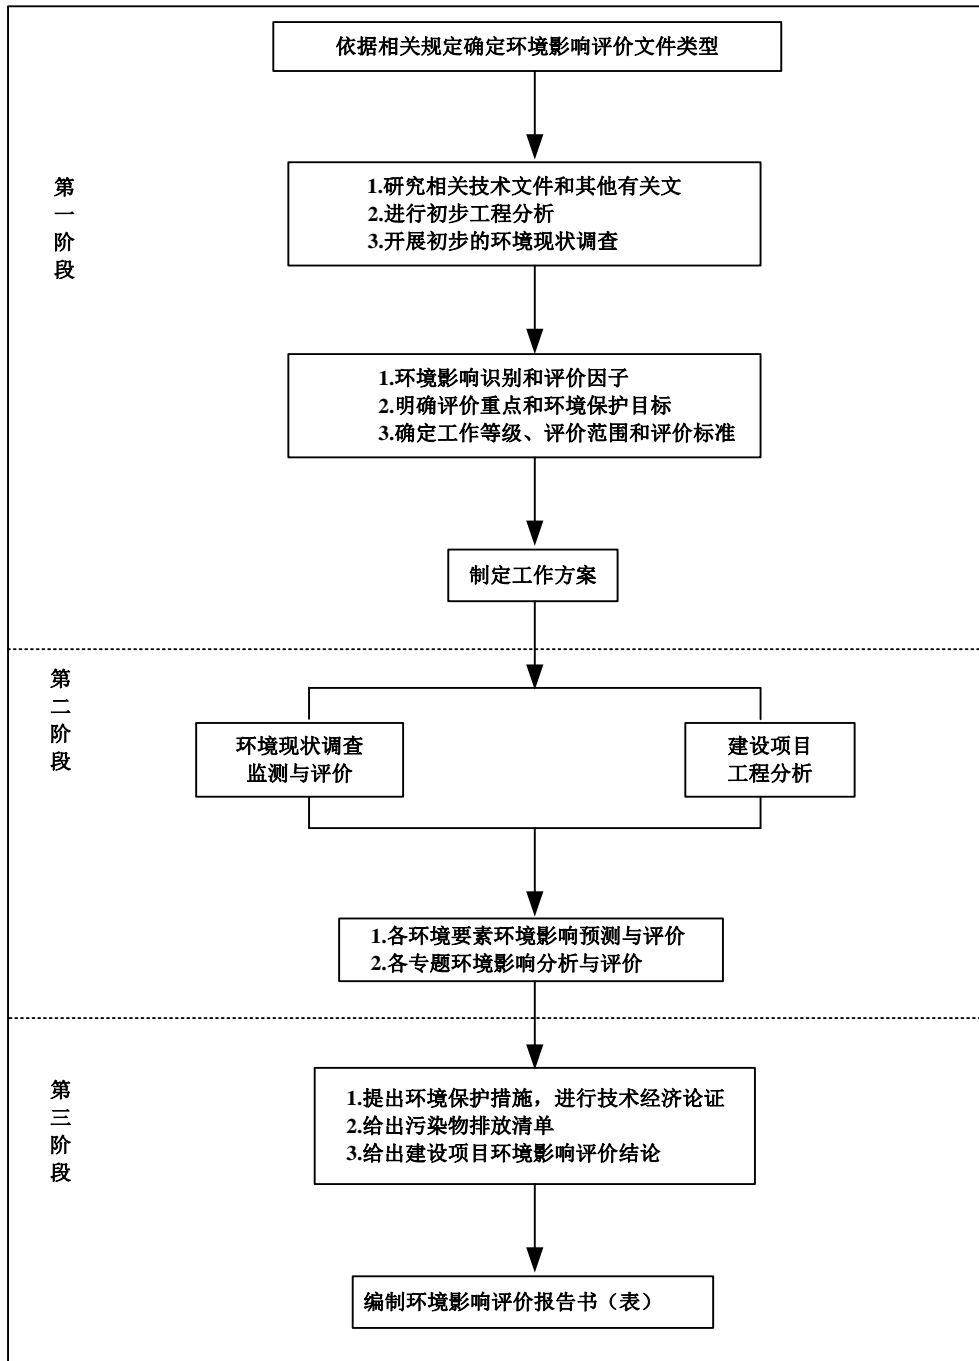 依据相关规定确定环境影响评价文件类型
第
一
阶
段
1.研究相关技术文件和其他有关文
2.进行初步工程分析
3.开展初步的环境现状调查
1.环境影响识别和评价因子
2.明确评价重点和环境保护目标
3.确定工作等级、评价范围和评价标准
制定工作方案
第
二
阶
段
环境现状调查
监测与评价
建设项目
工程分析
1.各环境要素环境影响预测与评价
2.各专题环境影响分析与评价
第
三
阶
段
1.提出环境保护措施，进行技术经济论证
2.给出污染物排放清单
3.给出建设项目环境影响评价结论
编制环境影响评价报告书（表）